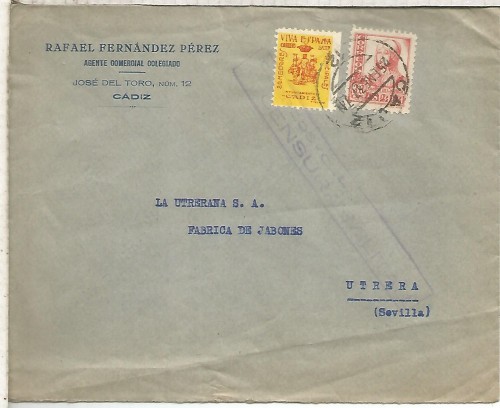 RAFAEL FERNÁNDEZ PÉREZ
AGENTE COMERCIAL COLEGIADO
JOSÉ DEL TORO, NÚM. 12
CÁDIZ
VIVA ESPAÑA
CADIZ
LA UTRERANA S. A.
FABRICA DE JABONES
UTRERA
(Sevilla)